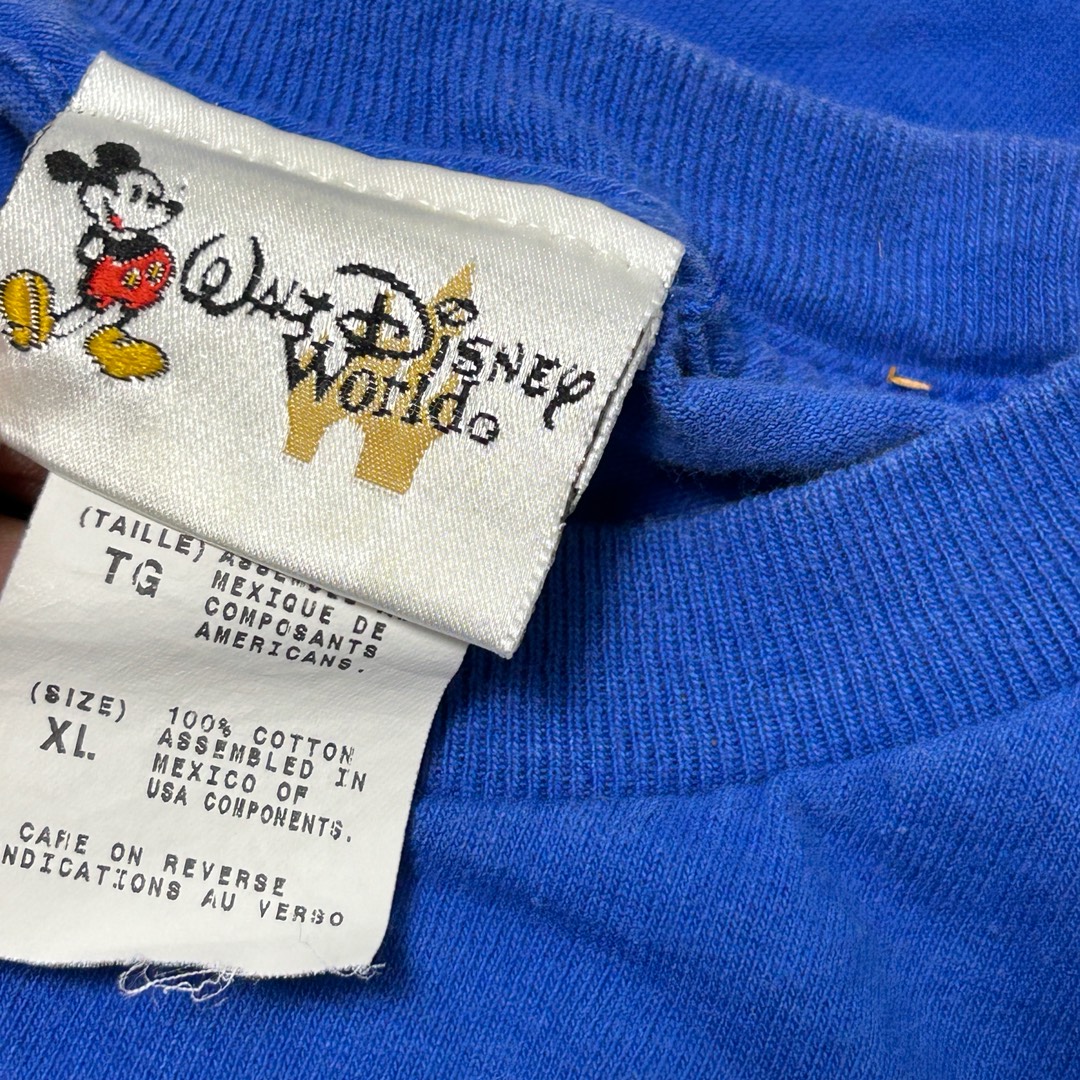 WALT DISNEY
World
(TAILLE)
TG
MEXIQUE DE
COMPOSANTS
AMERICANS.
(SIZE)
XL
100% COTTON
ASSEMBLED IN
MEXICO OF
USA COMPONENTS.
CARE ON REVERSE
NDICATIONS AU VERSO